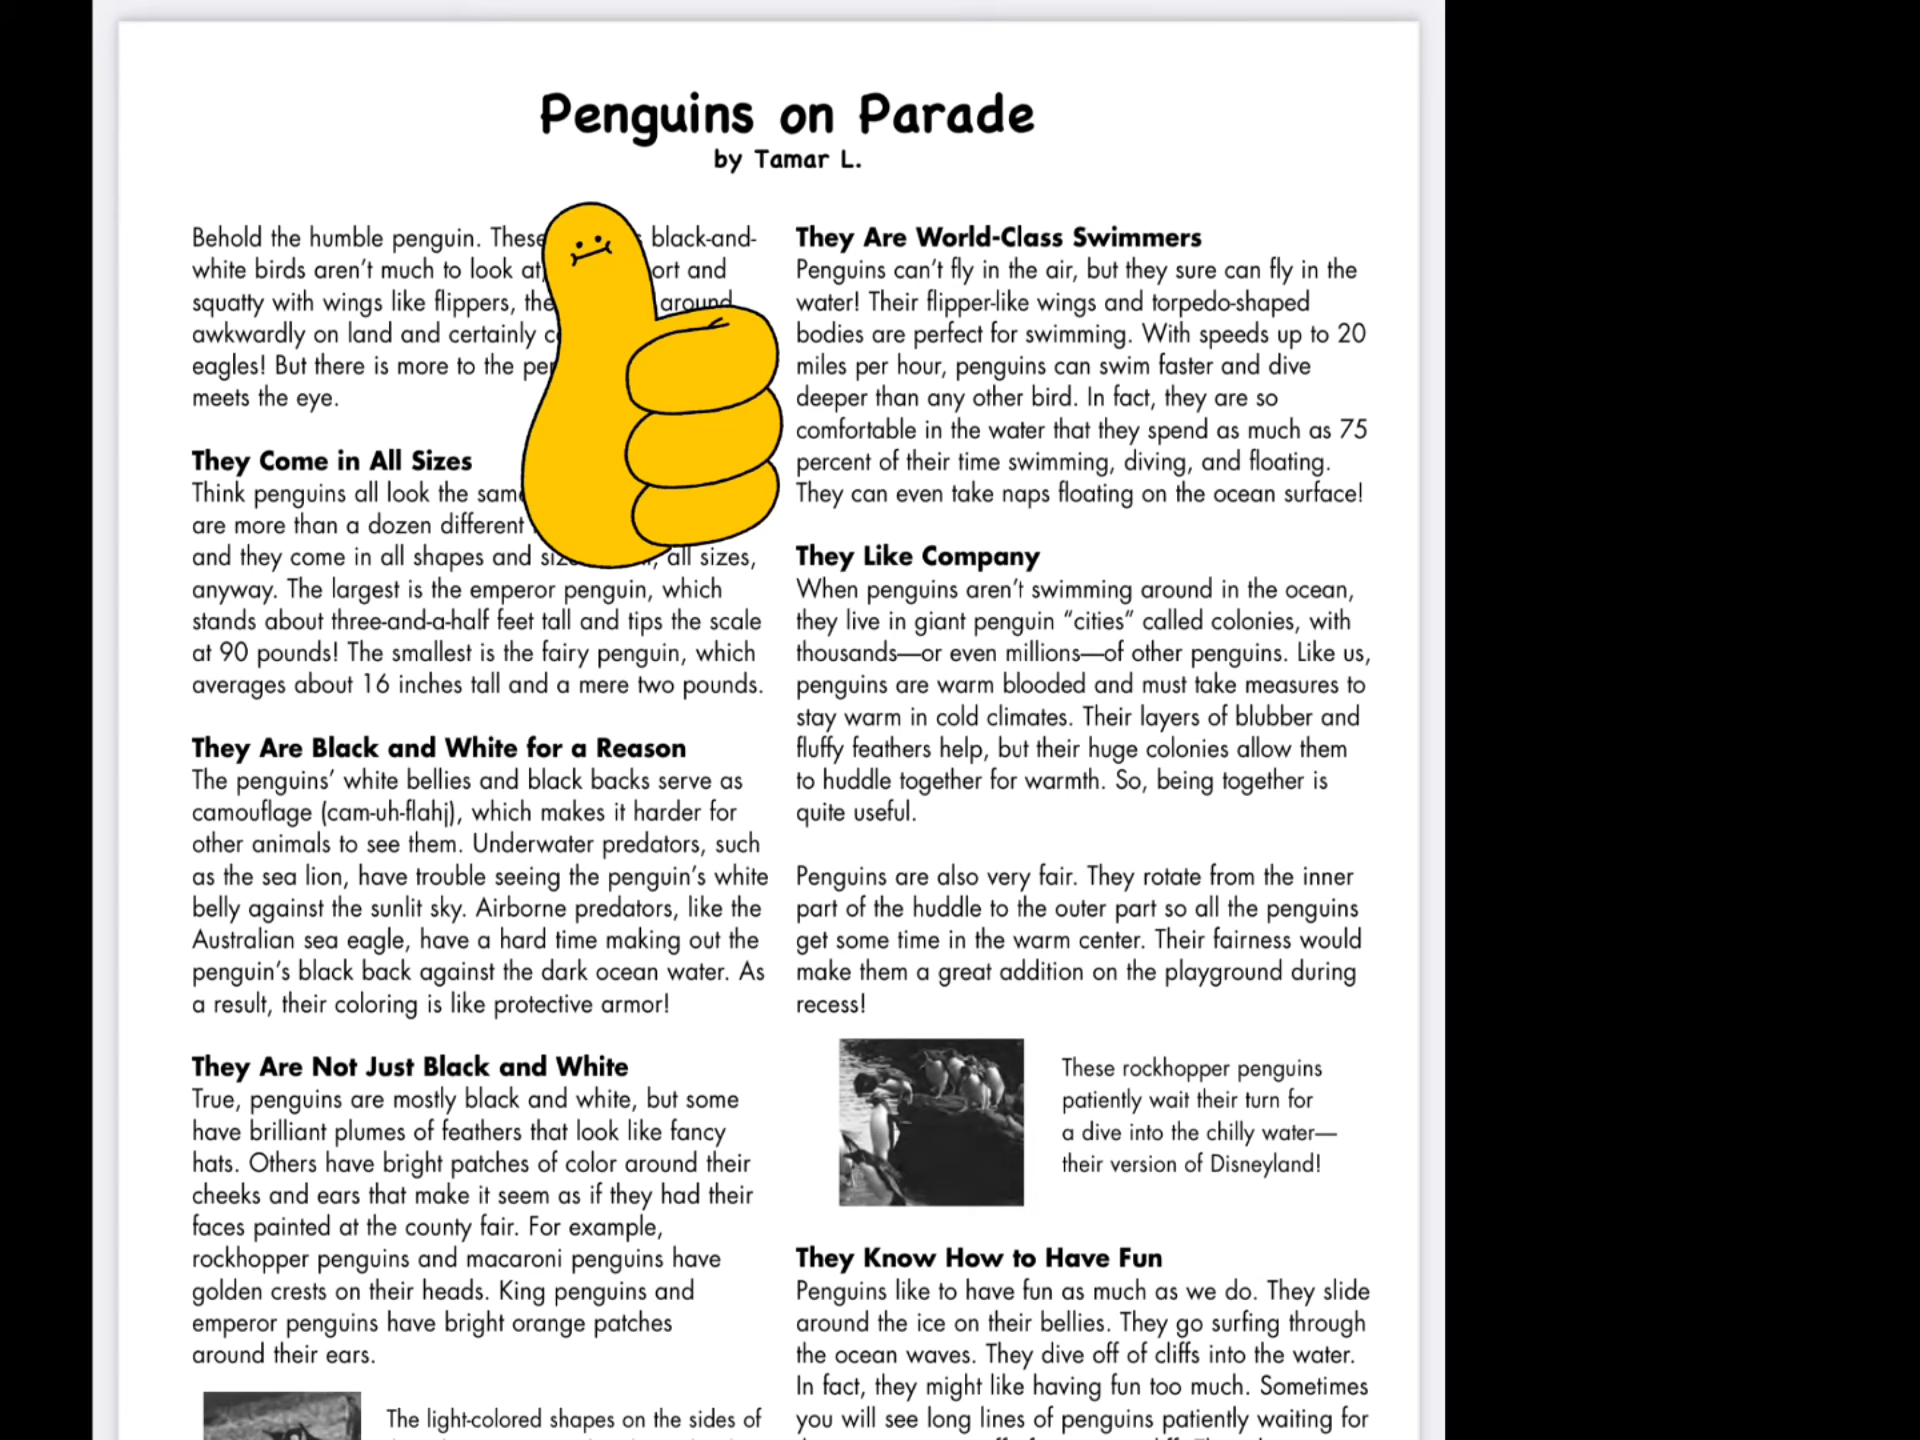 Penguins on Parade
by Tamar L.
Behold the humble penguin. These black-and-
white birds aren't much to look at and
squatty with wings like flippers, around
awkwardly on land and certainly
eagles! But there is more to the
meets the eye.
They Come in All Sizes
Think penguins all look the
are more than a dozen different
and they come in all shapes and all sizes,
anyway. The largest is the emperor penguin, which
stands about three-and-a-half feet tall and tips the scale
at 90 pounds! The smallest is the fairy penguin, which
averages about 16 inches tall and a mere two pounds.
They Are Black and White for a Reason
The penguins' white bellies and black backs serve as
camouflage (cam-uh-flahj), which makes it harder for
other animals to see them. Underwater predators, such
as the sea lion, have trouble seeing the penguin's white
belly against the sunlit sky. Airborne predators, like the
Australian sea eagle, have a hard time making out the
penguin's black back against the dark ocean water. As
a result, their coloring is like protective armor!
They Are Not Just Black and White
True, penguins are mostly black and white, but some
have brilliant plumes of feathers that look like fancy
hats. Others have bright patches of color around their
cheeks and ears that make it seem as if they had their
faces painted at the county fair. For example,
rockhopper penguins and macaroni penguins have
golden crests on their heads. King penguins and
emperor penguins have bright orange patches
around their ears.
The light-colored shapes on the sides of
They Are World-Class Swimmers
Penguins can't fly in the air, but they sure can fly in the
water! Their flipper-like wings and torpedo-shaped
bodies are perfect for swimming. With speeds up to 20
miles per hour, penguins can swim faster and dive
deeper than any other bird. In fact, they are so
comfortable in the water that they spend as much as 75
percent of their time swimming, diving, and floating.
They can even take naps floating on the ocean surface!
They Like Company
When penguins aren't swimming around in the ocean,
they live in giant penguin "cities" called colonies, with
thousands—or even millions—of other penguins. Like us,
penguins are warm blooded and must take measures to
stay warm in cold climates. Their layers of blubber and
fluffy feathers help, but their huge colonies allow them
to huddle together for warmth. So, being together is
quite useful.
Penguins are also very fair. They rotate from the inner
part of the huddle to the outer part so all the penguins
get some time in the warm center. Their fairness would
make them a great addition on the playground during
recess!
These rockhopper penguins
patiently wait their turn for
a dive into the chilly water—
their version of Disneyland!
They Know How to Have Fun
Penguins like to have fun as much as we do. They slide
around the ice on their bellies. They go surfing through
the ocean waves. They dive off of cliffs into the water.
In fact, they might like having fun too much. Sometimes
you will see long lines of penguins patiently waiting for